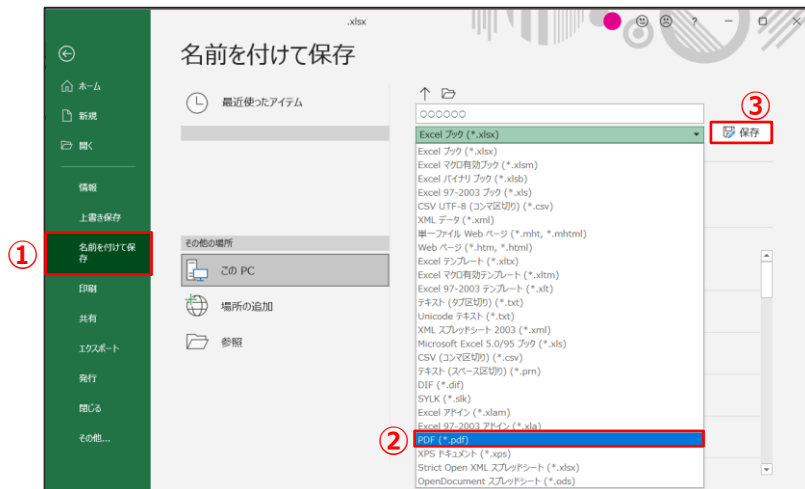 .xlsx
?
名前を付けて保存
ホーム
新規
開く
情報
上書き保存
①
名前を付けて保
存
印刷
共有
エクスポート
発行
閉じる
その他...
最近使ったアイテム
その他の場所
この PC
場所の追加
参照
○○○○○○
③
Excel ブック (*.xlsx)
保存
Excel ブック (*.xlsx)
Excel マクロ有効ブック (*.xlsm)
Excel バイナリ ブック (*.xlsb)
Excel 97-2003 ブック (*.xls)
CSV UTF-8 (コンマ区切り) (*.csv)
XML データ (*.xml)
単一ファイル Web ページ (*.mht, *.mhtml)
Web ページ (*.htm, *.html)
Excel テンプレート (*.xltx)
Excel マクロ有効テンプレート (*.xltm)
Excel 97-2003 テンプレート (*.xlt)
テキスト (タブ区切り) (*.txt)
Unicode テキスト (*.txt)
XML スプレッドシート 2003 (*.xml)
Microsoft Excel 5.0/95 ブック (*.xls)
CSV (コンマ区切り) (*.csv)
テキスト (スペース区切り) (*.prn)
DIF (*.dif)
SYLK (*.slk)
Excel アドイン (*.xlam)
Excel 97-2003 アドイン (*.xla)
②
PDF (*.pdf)
XPS ドキュメント (*.xps)
Strict Open XML スプレッドシート (*.xlsx)
OpenDocument スプレッドシート (*.ods)